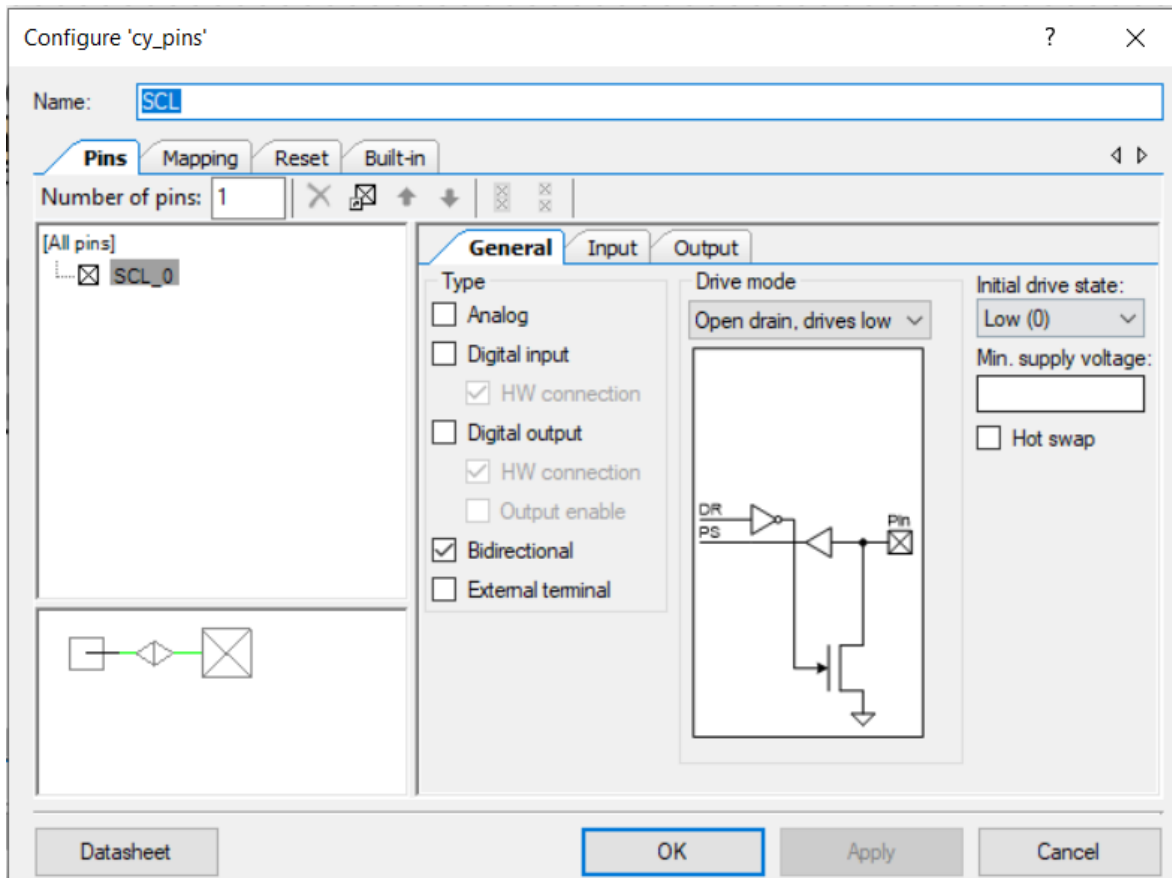 Configure 'cy_pins'
?
Name:
SCL
Pins
Mapping
Reset
Built-in
Number of pins:
1
[All pins]
SCL_0
General
Input
Output
Type
Analog
Digital input
HW connection
Digital output
HW connection
Output enable
Bidirectional
External terminal
Drive mode
Open drain, drives low
DR
PS
Pin
Initial drive state:
Low (0)
Min. supply voltage:
Hot swap
Datasheet
OK
Apply
Cancel